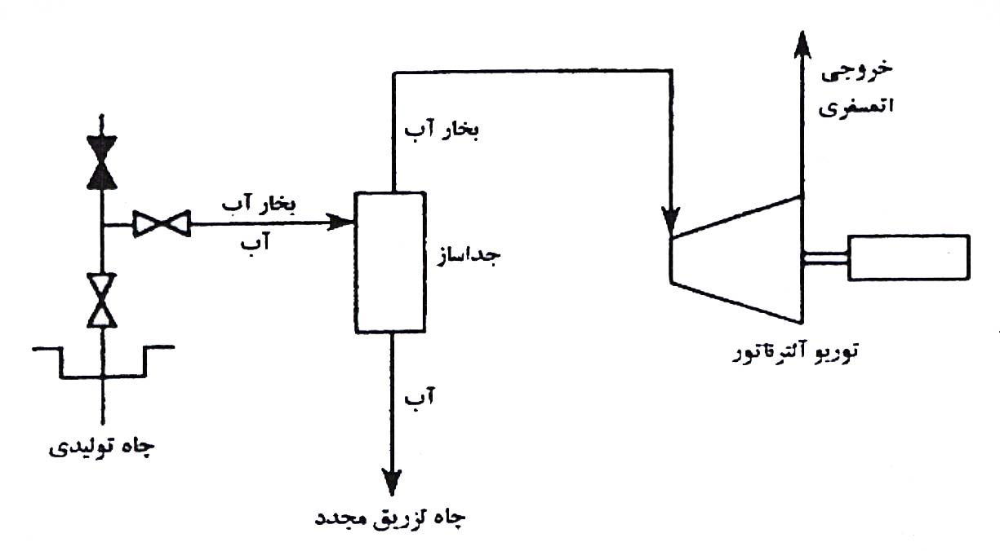 خروجی
اتمسفری
بخار آب
بخار آب
آب
جداساز
توربو آلترناتور
آب
چاه تولیدی
چاه تزریق مجدد